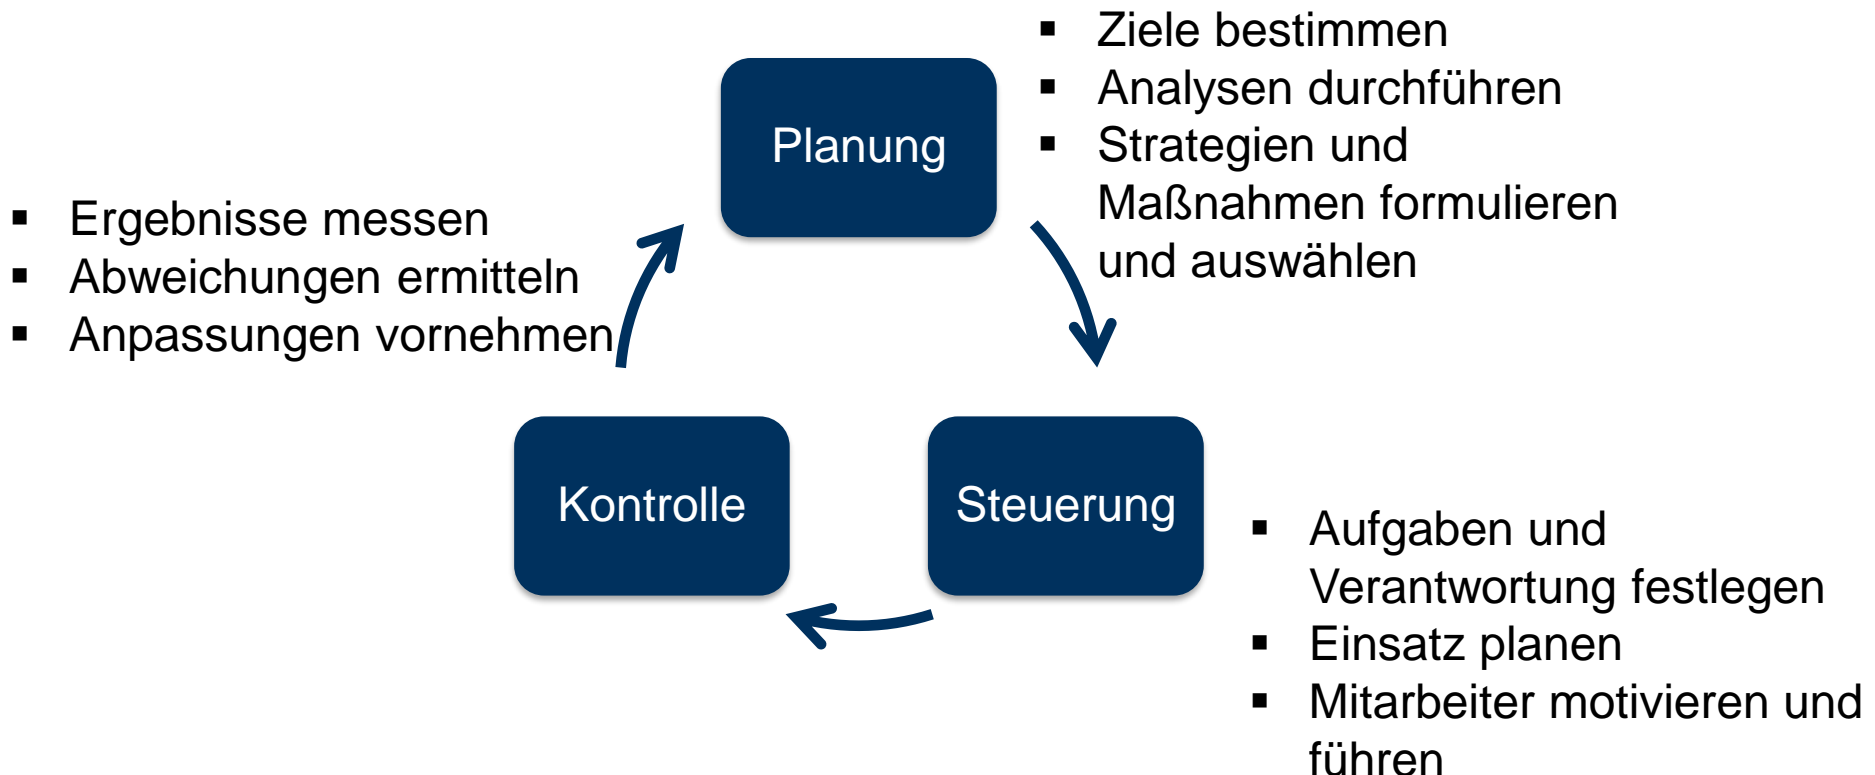 Planung
▪ Ziele bestimmen
▪ Analysen durchführen
▪ Strategien und
Maßnahmen formulieren
und auswählen
▪ Ergebnisse messen
▪ Abweichungen ermitteln
▪ Anpassungen vornehmen
Kontrolle
Steuerung
▪ Aufgaben und
Verantwortung festlegen
▪ Einsatz planen
▪ Mitarbeiter motivieren und
führen